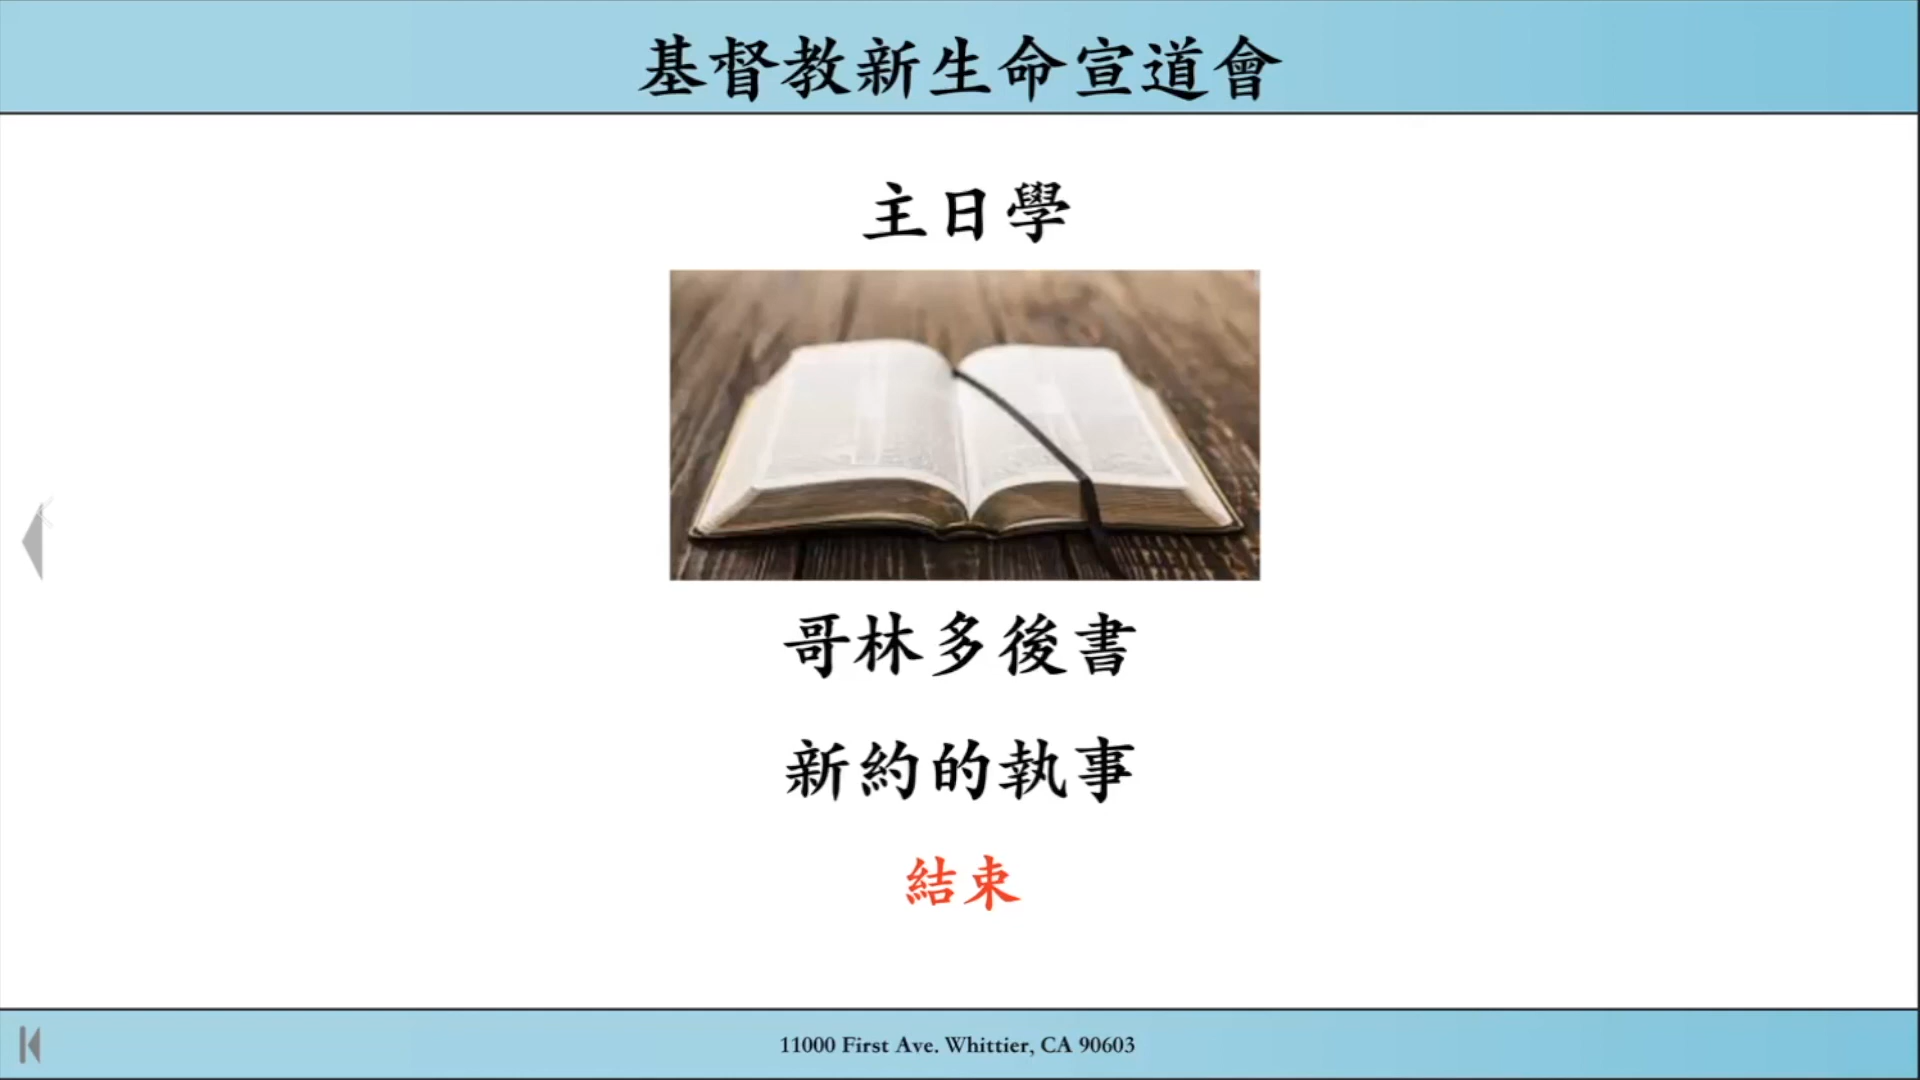 基督教新生命宣道會
主日學
哥林多後書
新約的執事
結束
11000 First Ave. Whittier, CA 90603